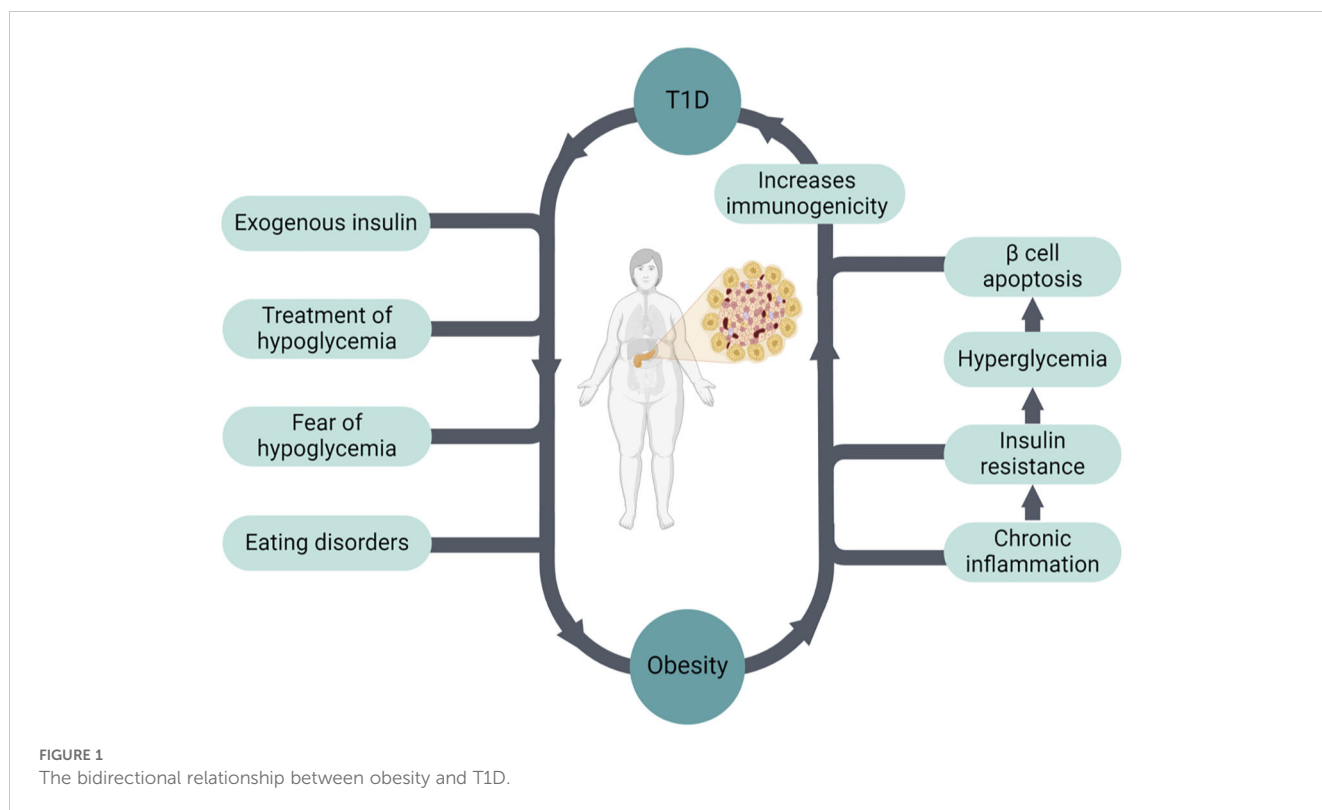 T1D
Exogenous insulin
Treatment of
hypoglycemia
Fear of
hypoglycemia
Eating disorders
Obesity
Increases
immunogenicity
β cell
apoptosis
Hyperglycemia
Insulin
resistance
Chronic
inflammation
FIGURE 1
The bidirectional relationship between obesity and T1D.